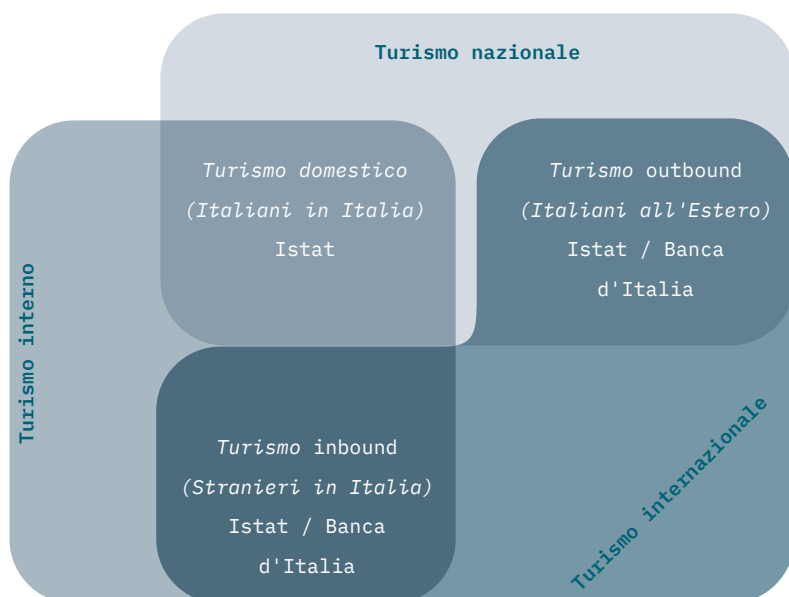 Turismo nazionale
Turismo domestico
(Italiani in Italia)
Istat
Turismo outbound
(Italiani all'Estero)
Istat / Banca
d'Italia
Turismo interno
Turismo inbound
(Stranieri in Italia)
Istat / Banca
d'Italia
Turismo internazionale